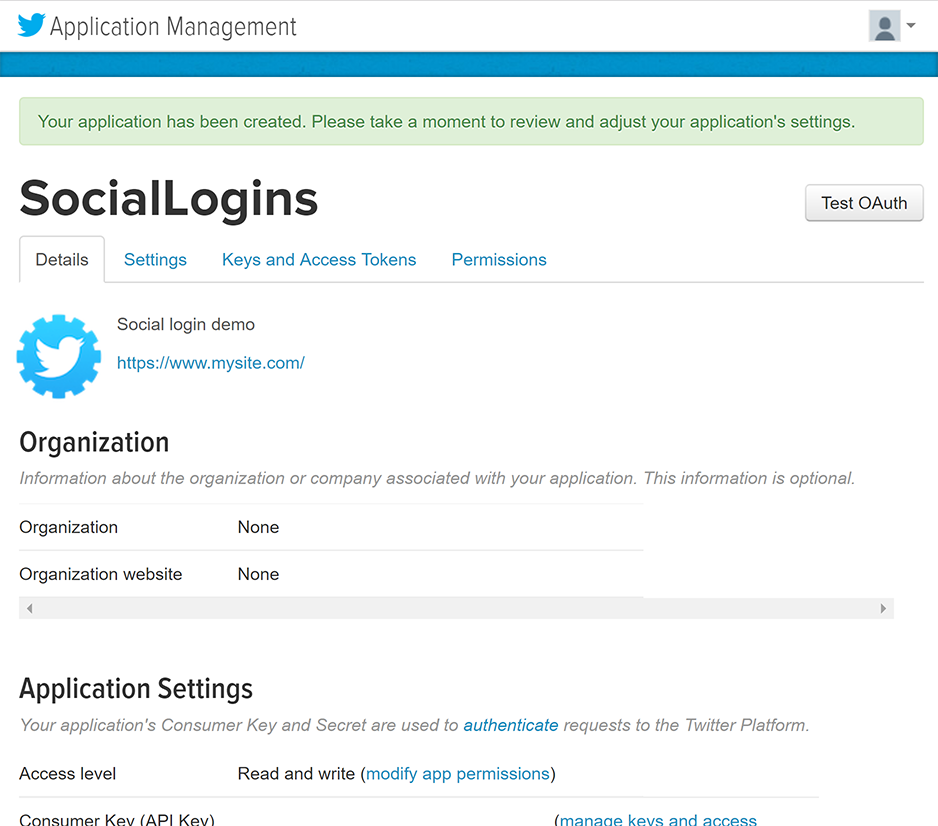 Application Management
Your application has been created. Please take a moment to review and adjust your application's settings.
SocialLogins
Test OAuth
Details Settings Keys and Access Tokens Permissions
Social login demo
https://www.mysite.com/
Organization
Information about the organization or company associated with your application. This information is optional.
Organization None
Organization website None
Application Settings
Your application's Consumer Key and Secret are used to authenticate requests to the Twitter Platform.
Access level Read and write (modify app permissions)
Consumer Key (API Key) (manage keys and access